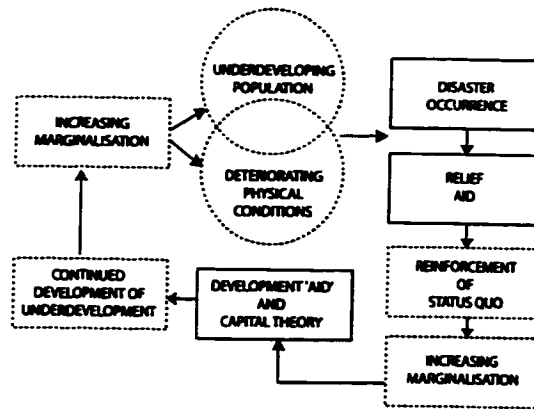 UNDERDEVELOPING
POPULATION
DISASTER
OCCURRENCE
INCREASING
MARGINALISATION
DETERIORATING
PHYSICAL
CONDITIONS
RELIEF
AID
CONTINUED
DEVELOPMENT OF
UNDERDEVELOPMENT
DEVELOPMENT 'AID'
AND
CAPITAL THEORY
REINFORCEMENT
OF
STATUS QUO
INCREASING
MARGINALISATION